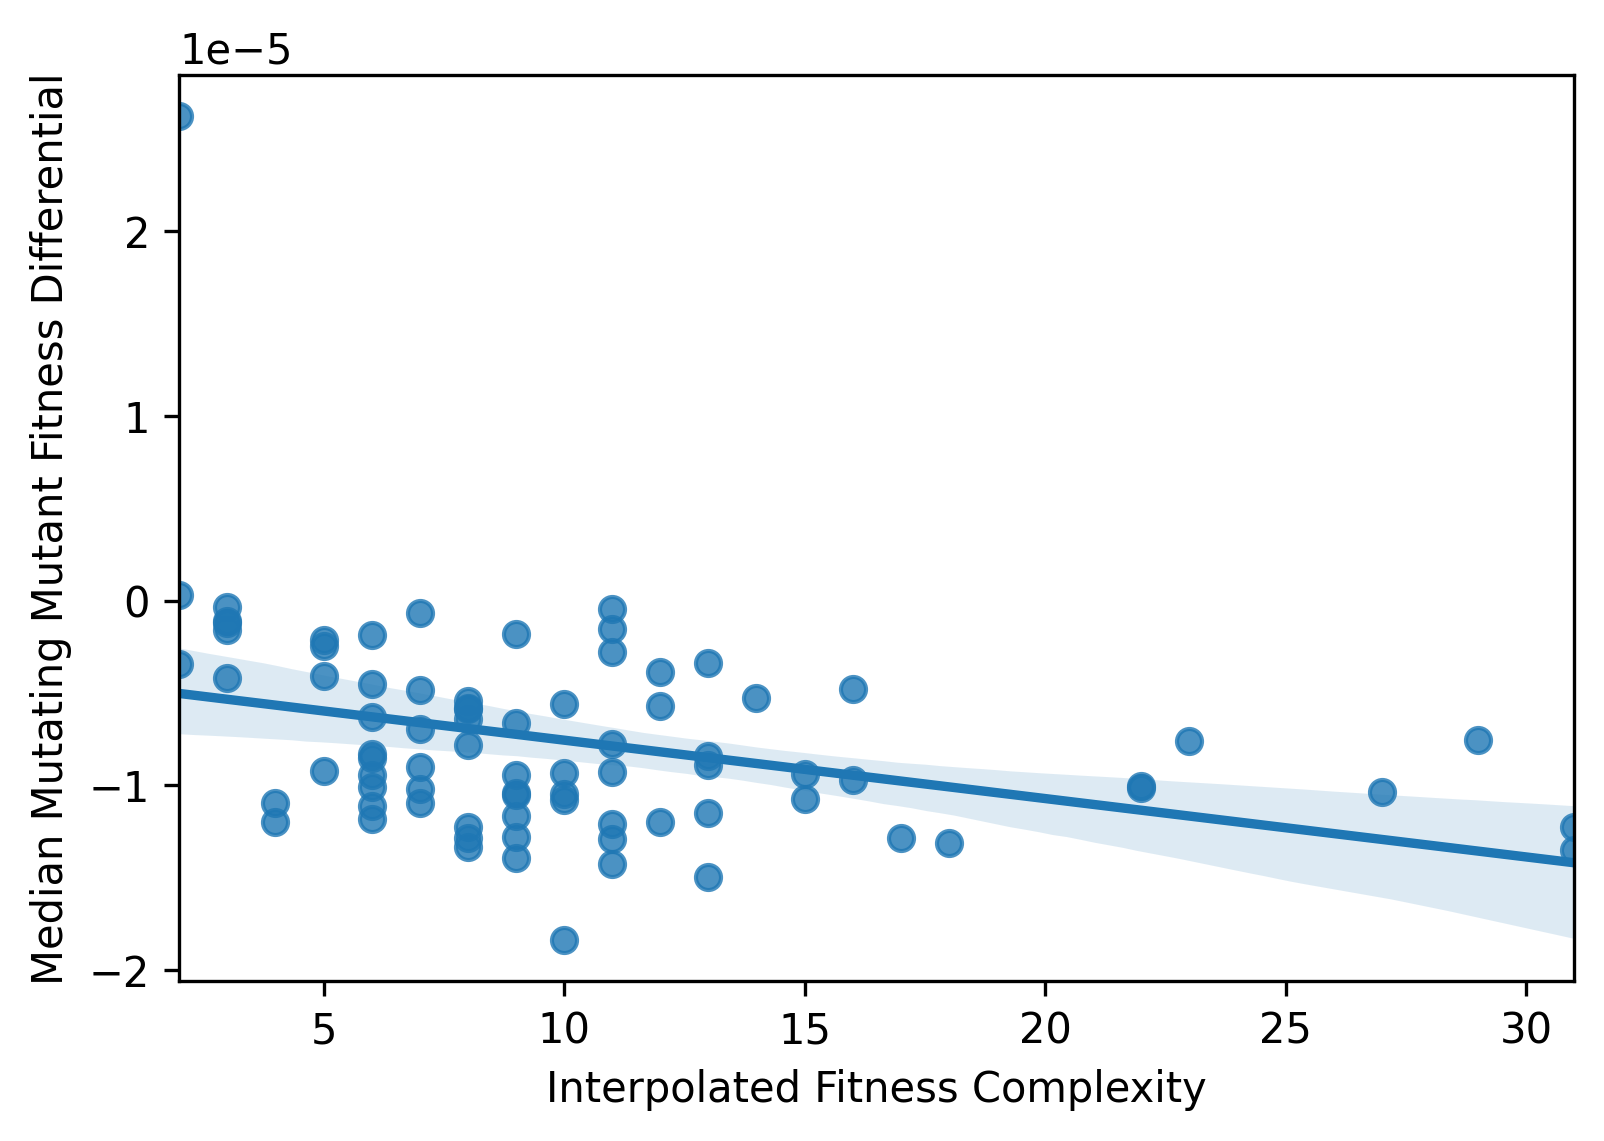 1e−5
Median Mutating Mutant Fitness Differential
2
1
0
−1
−2
5 10 15 20 25 30
Interpolated Fitness Complexity